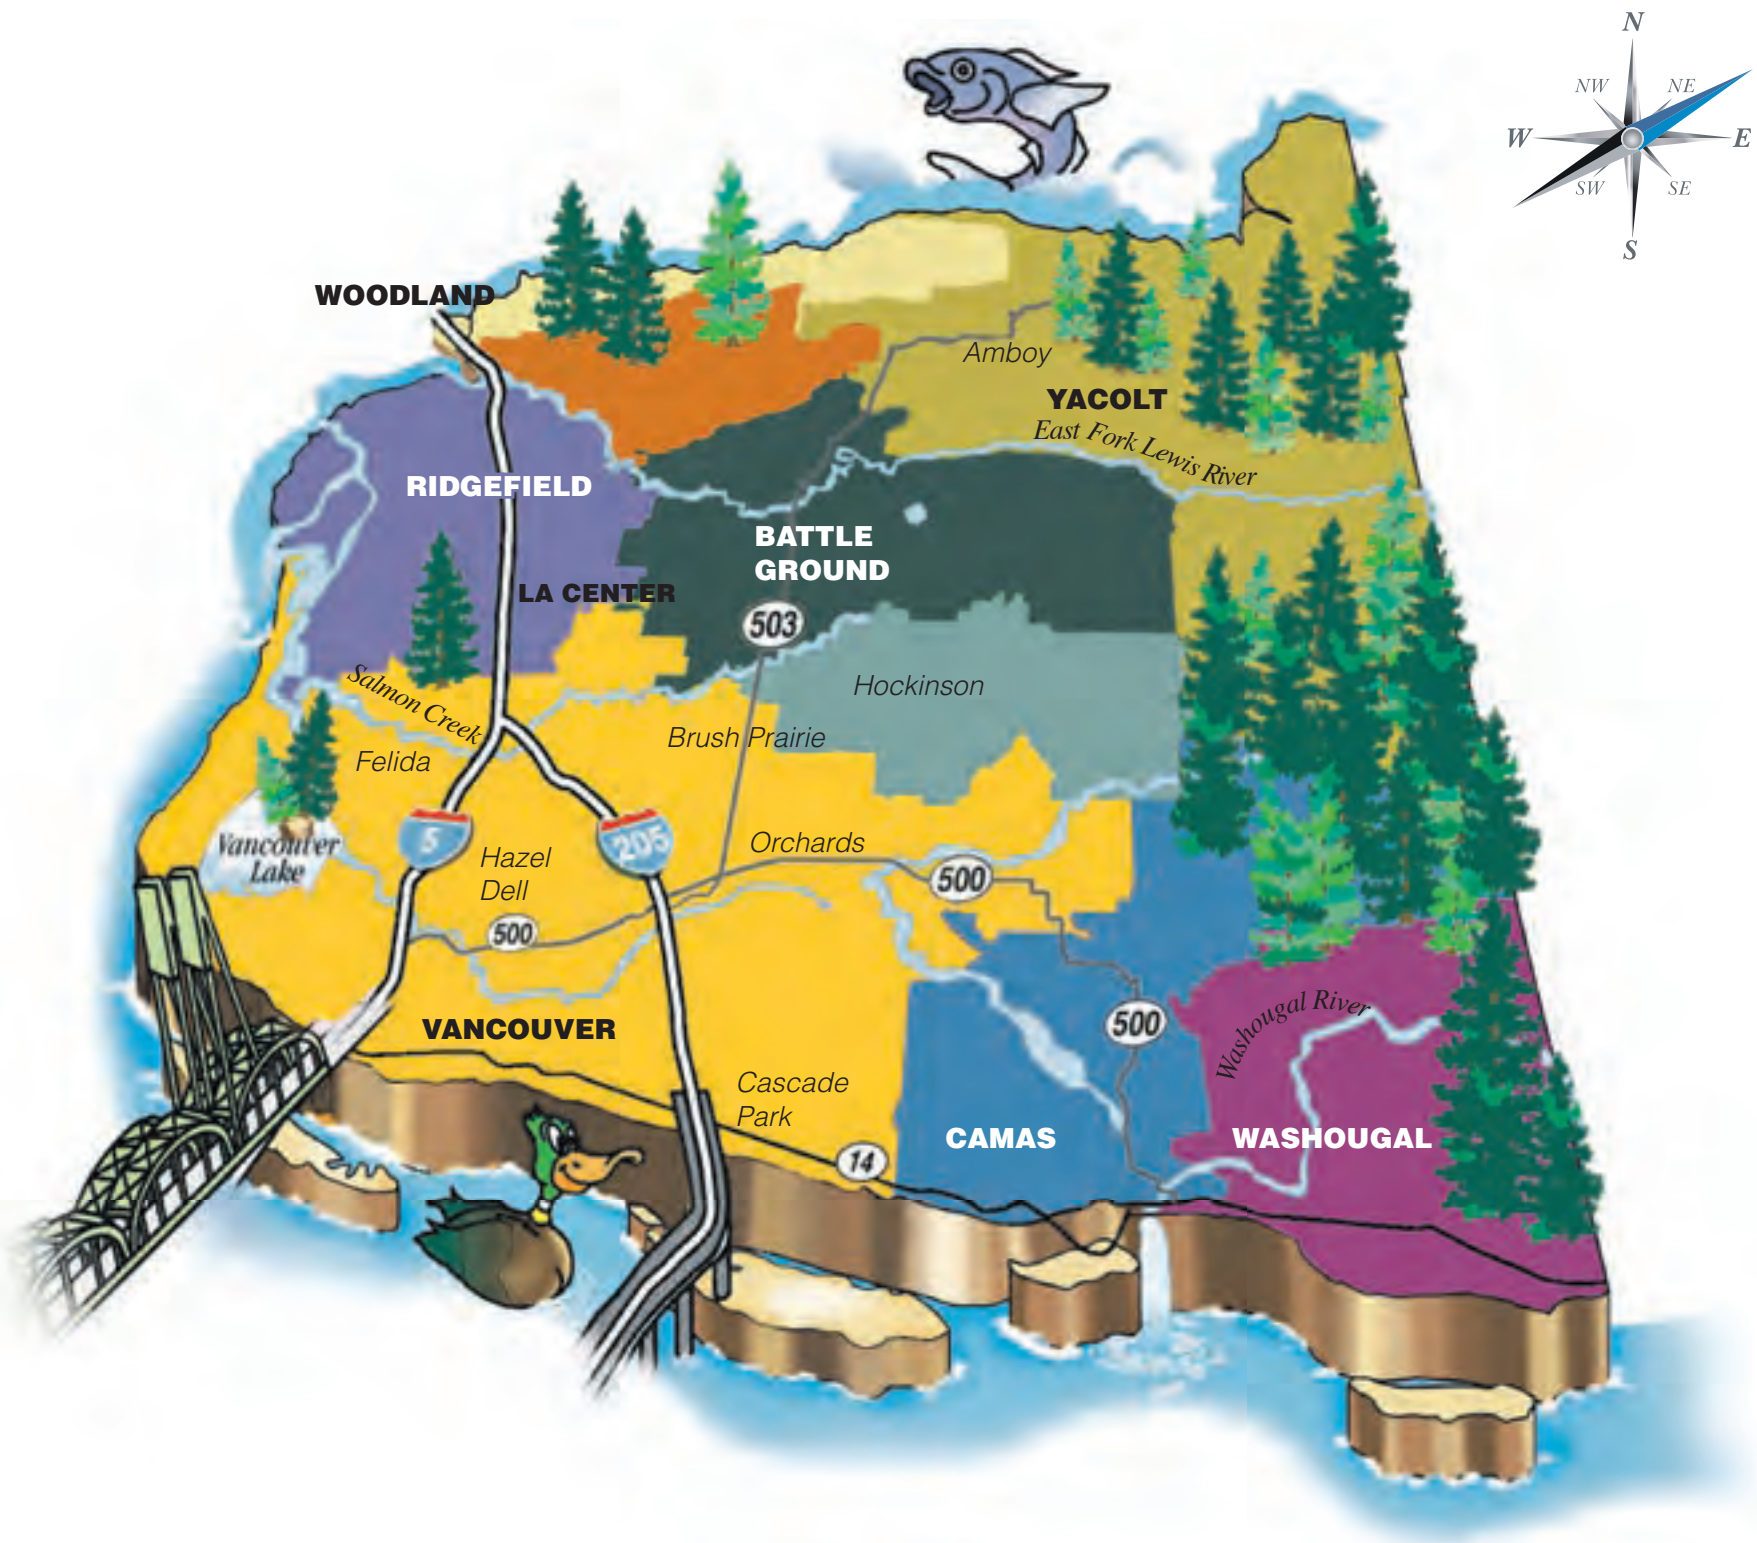 N
NW
NE
W
E
SW
SE
S
WOODLAND
Amboy
YACOLT
East Fork Lewis River
RIDGEFIELD
BATTLE
GROUND
LA CENTER
503
Hockinson
Salmon Creek
Brush Prairie
Felida
5
205
Vancouver
Lake
Hazel
Dell
Orchards
500
500
Washougal River
500
VANCOUVER
Cascade
Park
CAMAS
WASHOUGAL
14